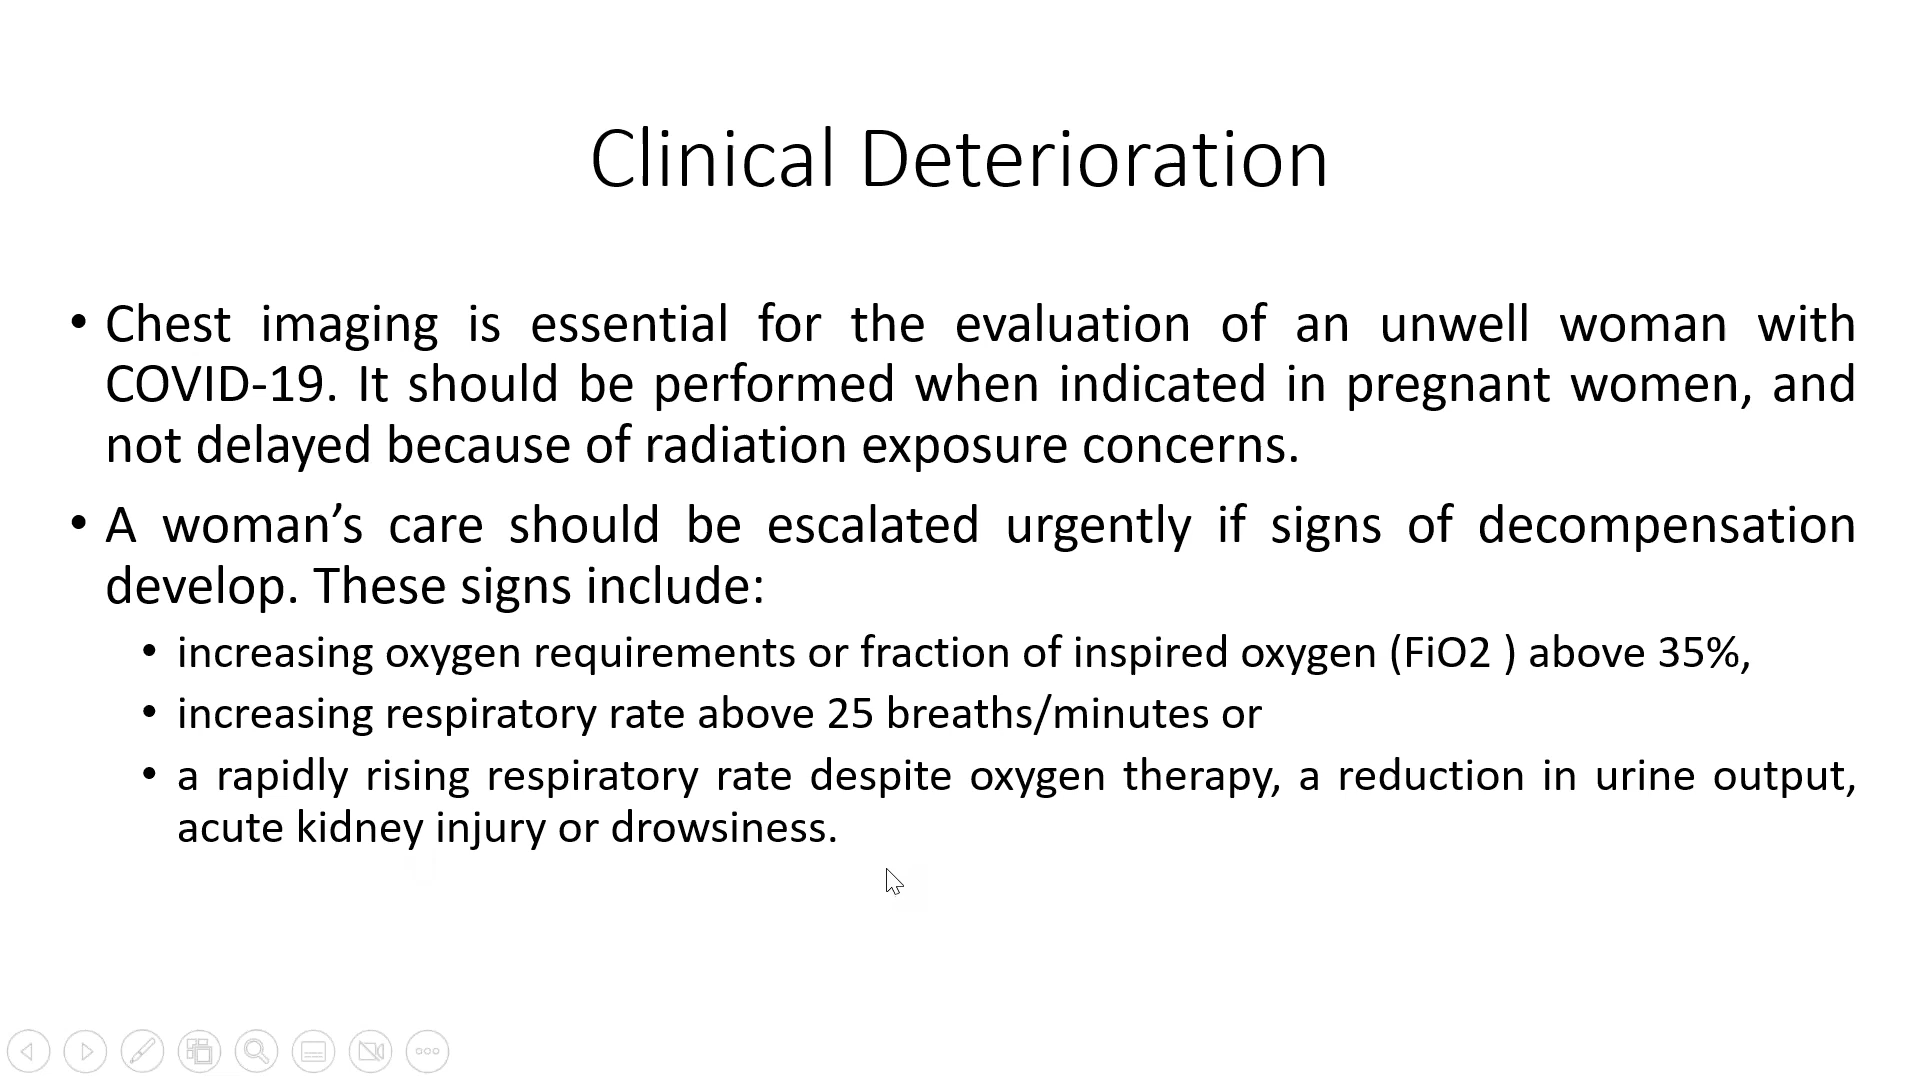 Clinical Deterioration
• Chest imaging is essential for the evaluation of an unwell woman with
COVID-19. It should be performed when indicated in pregnant women, and
not delayed because of radiation exposure concerns.
• A woman’s care should be escalated urgently if signs of decompensation
develop. These signs include:
• increasing oxygen requirements or fraction of inspired oxygen (FiO2 ) above 35%,
• increasing respiratory rate above 25 breaths/minutes or
• a rapidly rising respiratory rate despite oxygen therapy, a reduction in urine output,
acute kidney injury or drowsiness.